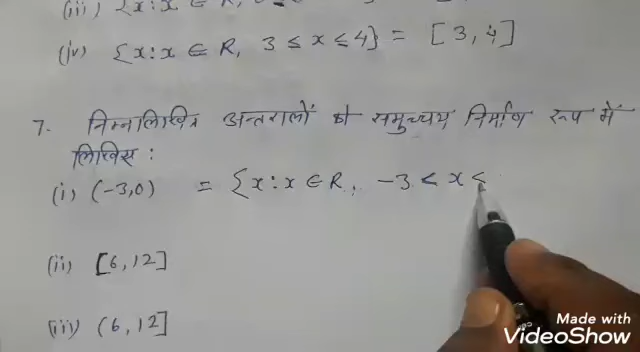 (iii) {x:x
(iv) {x:x ∈ R, 3 ≤ x ≤ 4} = [3, 4]
7. निम्नलिखित अन्तरालों को समुच्चय निर्माण रूप में
लिखिए :
(i) (-3,0) = {x:x ∈ R, -3 < x <
(ii) [6,12]
(iii) (6,12]
Made with
VideoShow